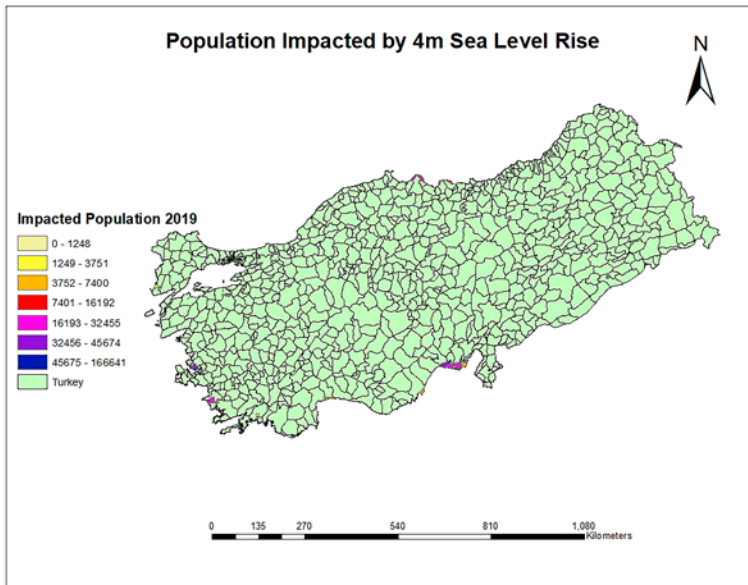 Population Impacted by 4m Sea Level Rise
N
Impacted Population 2019
0 - 1248
1249 - 3751
3752 - 7400
7401 - 16192
16193 - 32455
32456 - 45674
45675 - 166641
Turkey
0 135 270 540 810 1,080
Kilometers